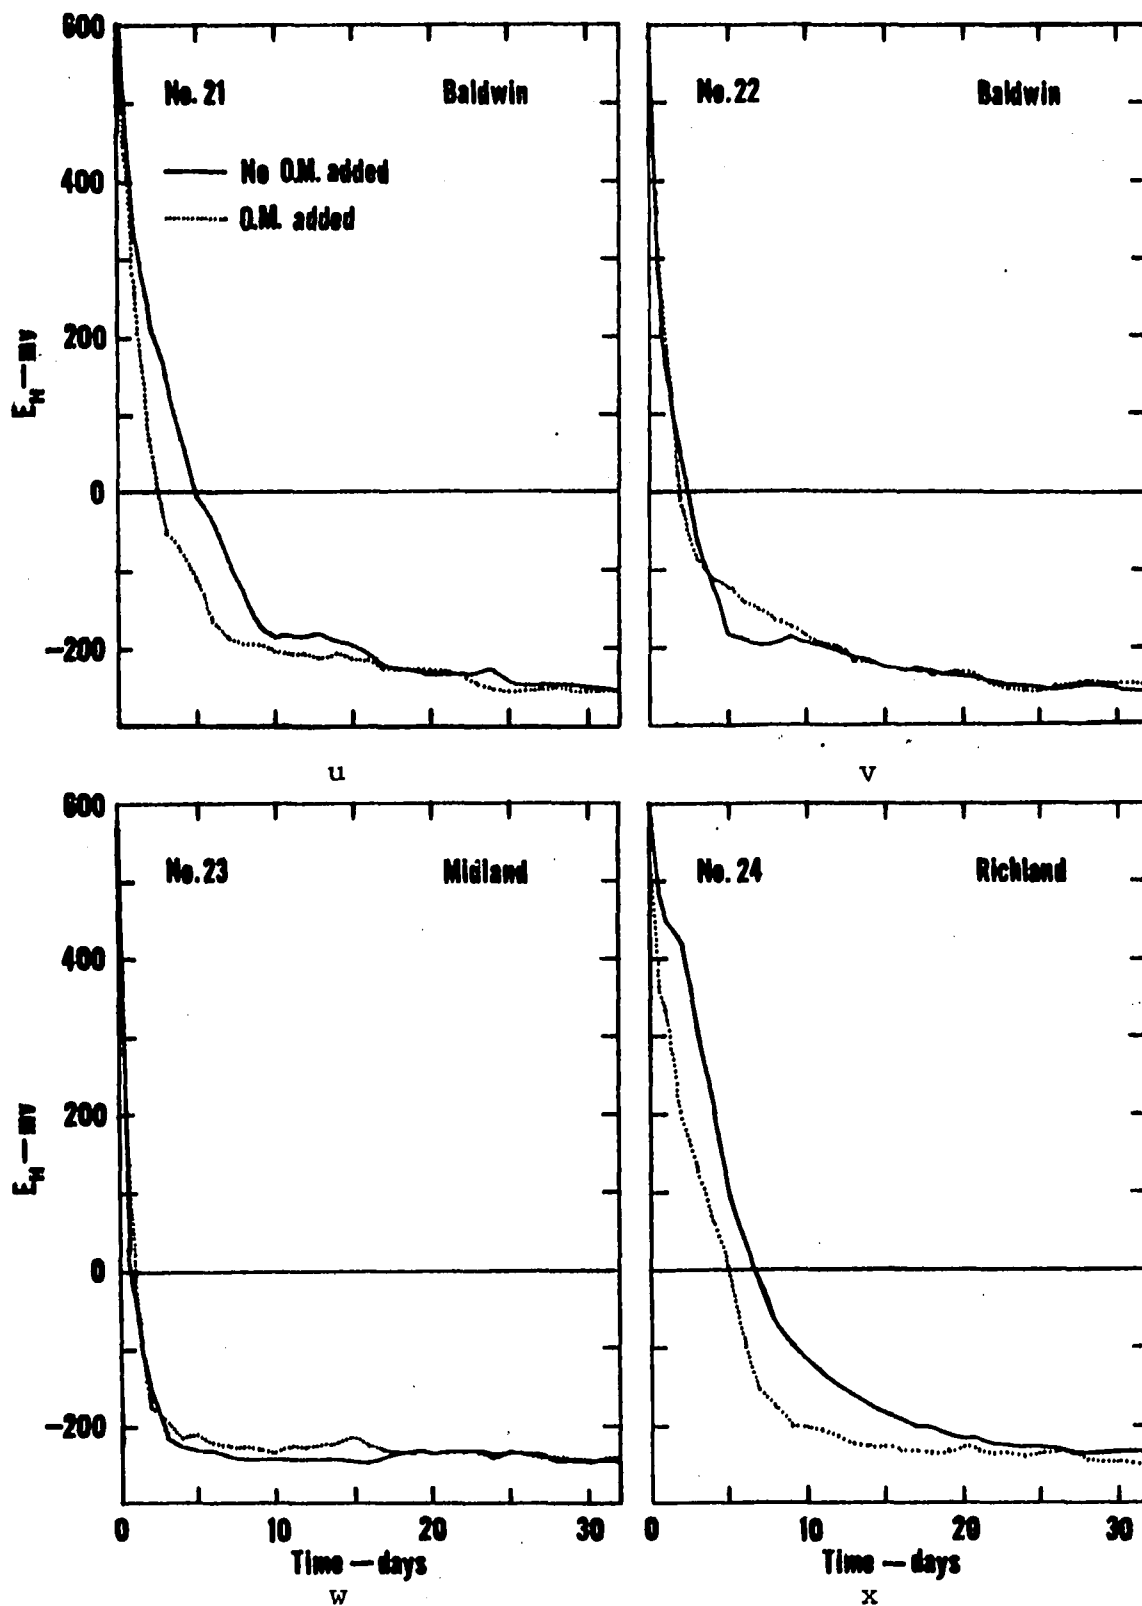 600
No. 21 Baldwin
No. 22 Baldwin
No O.M. added
O.M. added
400
200
0
-200
E_H — mv
u
v
600
No. 23 Midland
No. 24 Richland
400
200
0
-200
E_H — mv
0 10 20 30
0 10 20 30
Time — days
Time — days
w
x